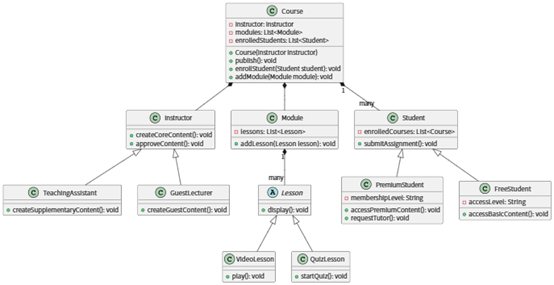 C Course
Instructor: Instructor
modules: List<Module>
enrolledStudents: List<Student>
Course(Instructor Instructor)
publish(): void
enrollStudent(Student student): void
addModule(Module module): void
1
many
C Instructor
createCoreContent(): void
approveContent(): void
C Module
lessons: List<Lesson>
addLesson(Lesson lesson): void
C Student
enrolledCourses: List<Course>
submitAssignment(): void
1
many
C TeachingAssistant
createSupplementaryContent(): void
C GuestLecturer
createGuestContent(): void
A Lesson
display(): void
C PremiumStudent
membershipLevel: String
accessPremiumContent(): void
requestTutor(): void
C FreeStudent
accessLevel: String
accessBasicContent(): void
C VideoLesson
play(): void
C QuizLesson
startQuiz(): void